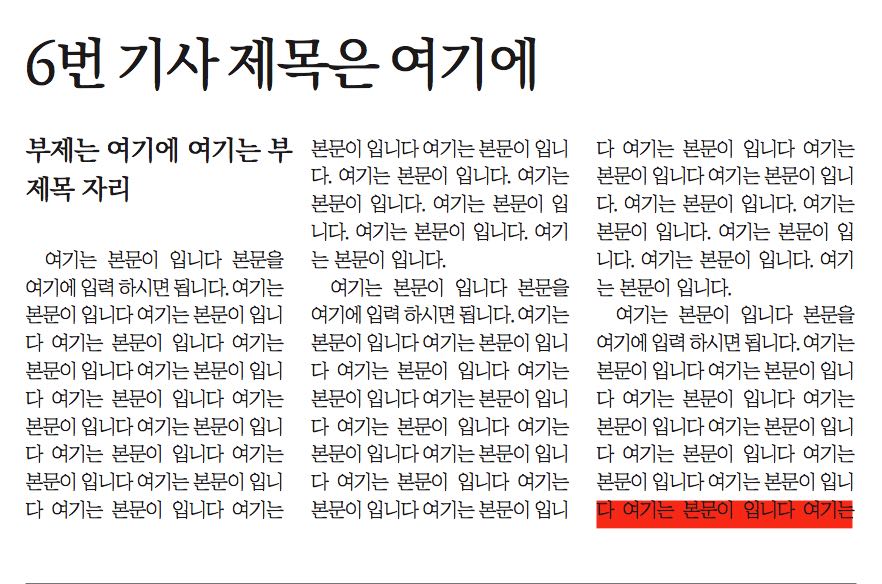 6번 기사 제목은 여기에
부제는 여기에 여기는 부
제목 자리
여기는 본문이 입니다 본문을
여기에 입력 하시면 됩니다. 여기는
본문이 입니다 여기는 본문이 입니
다 여기는 본문이 입니다 여기는
본문이 입니다 여기는 본문이 입니
다 여기는 본문이 입니다 여기는
본문이 입니다 여기는 본문이 입니
다 여기는 본문이 입니다 여기는
본문이 입니다 여기는 본문이 입니
다 여기는 본문이 입니다 여기는
본문이 입니다 여기는 본문이 입니
다. 여기는 본문이 입니다. 여기는
본문이 입니다. 여기는 본문이 입
니다. 여기는 본문이 입니다. 여기
는 본문이 입니다.
여기는 본문이 입니다 본문을
여기에 입력 하시면 됩니다. 여기는
본문이 입니다 여기는 본문이 입니
다 여기는 본문이 입니다 여기는
본문이 입니다 여기는 본문이 입니
다 여기는 본문이 입니다 여기는
본문이 입니다 여기는 본문이 입니
다 여기는 본문이 입니다 여기는
본문이 입니다 여기는 본문이 입니
다 여기는 본문이 입니다 여기는
본문이 입니다 여기는 본문이 입니
다. 여기는 본문이 입니다. 여기는
본문이 입니다. 여기는 본문이 입
니다. 여기는 본문이 입니다. 여기
는 본문이 입니다.
여기는 본문이 입니다 본문을
여기에 입력 하시면 됩니다. 여기는
본문이 입니다 여기는 본문이 입니
다 여기는 본문이 입니다 여기는
본문이 입니다 여기는 본문이 입니
다 여기는 본문이 입니다 여기는
본문이 입니다 여기는 본문이 입니
다 여기는 본문이 입니다 여기는